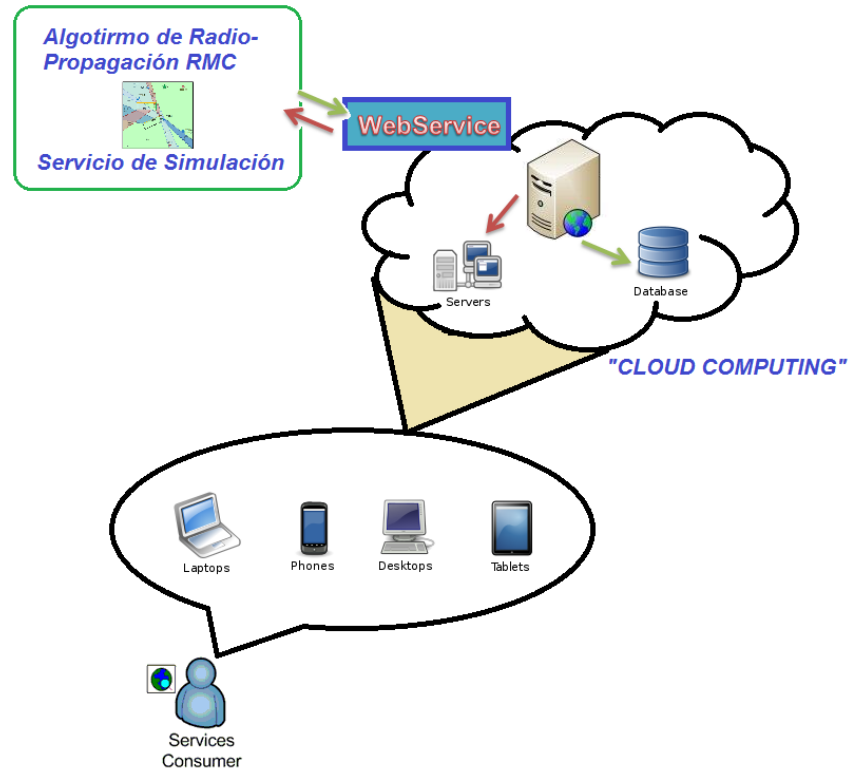 Algotirmo de Radio-
Propagación RMC
Servicio de Simulación
WebService
Servers
Database
"CLOUD COMPUTING"
Laptops
Phones
Desktops
Tablets
Services
Consumer